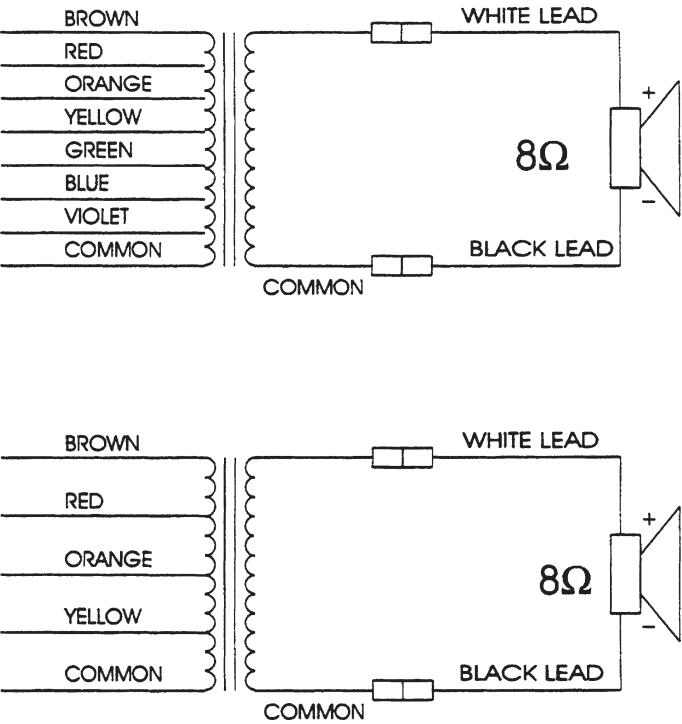 BROWN
WHITE LEAD
RED
ORANGE
+
YELLOW
GREEN
8Ω
BLUE
VIOLET
−
COMMON
BLACK LEAD
COMMON
BROWN
WHITE LEAD
RED
+
ORANGE
8Ω
YELLOW
−
COMMON
BLACK LEAD
COMMON